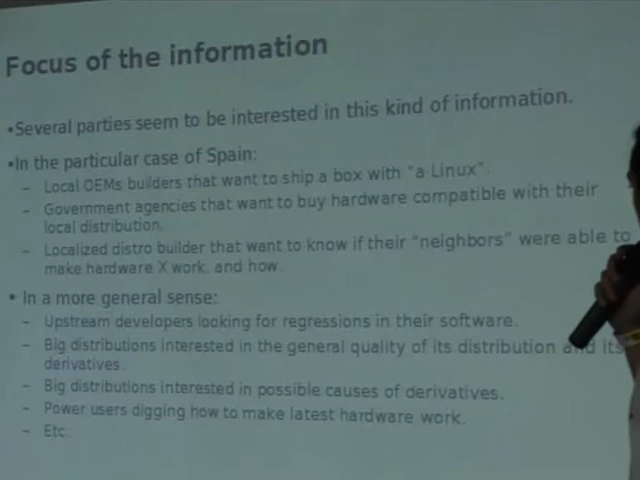 Focus of the information
•Several parties seem to be interested in this kind of information.
•In the particular case of Spain:
– Local OEMs builders that want to ship a box with "a Linux".
– Government agencies that want to buy hardware compatible with their
local distribution.
– Localized distro builder that want to know if their "neighbors" were able to
make hardware X work, and how.
• In a more general sense:
– Upstream developers looking for regressions in their software.
– Big distributions interested in the general quality of its distribution and its
derivatives.
– Big distributions interested in possible causes of derivatives.
– Power users digging how to make latest hardware work.
– Etc.